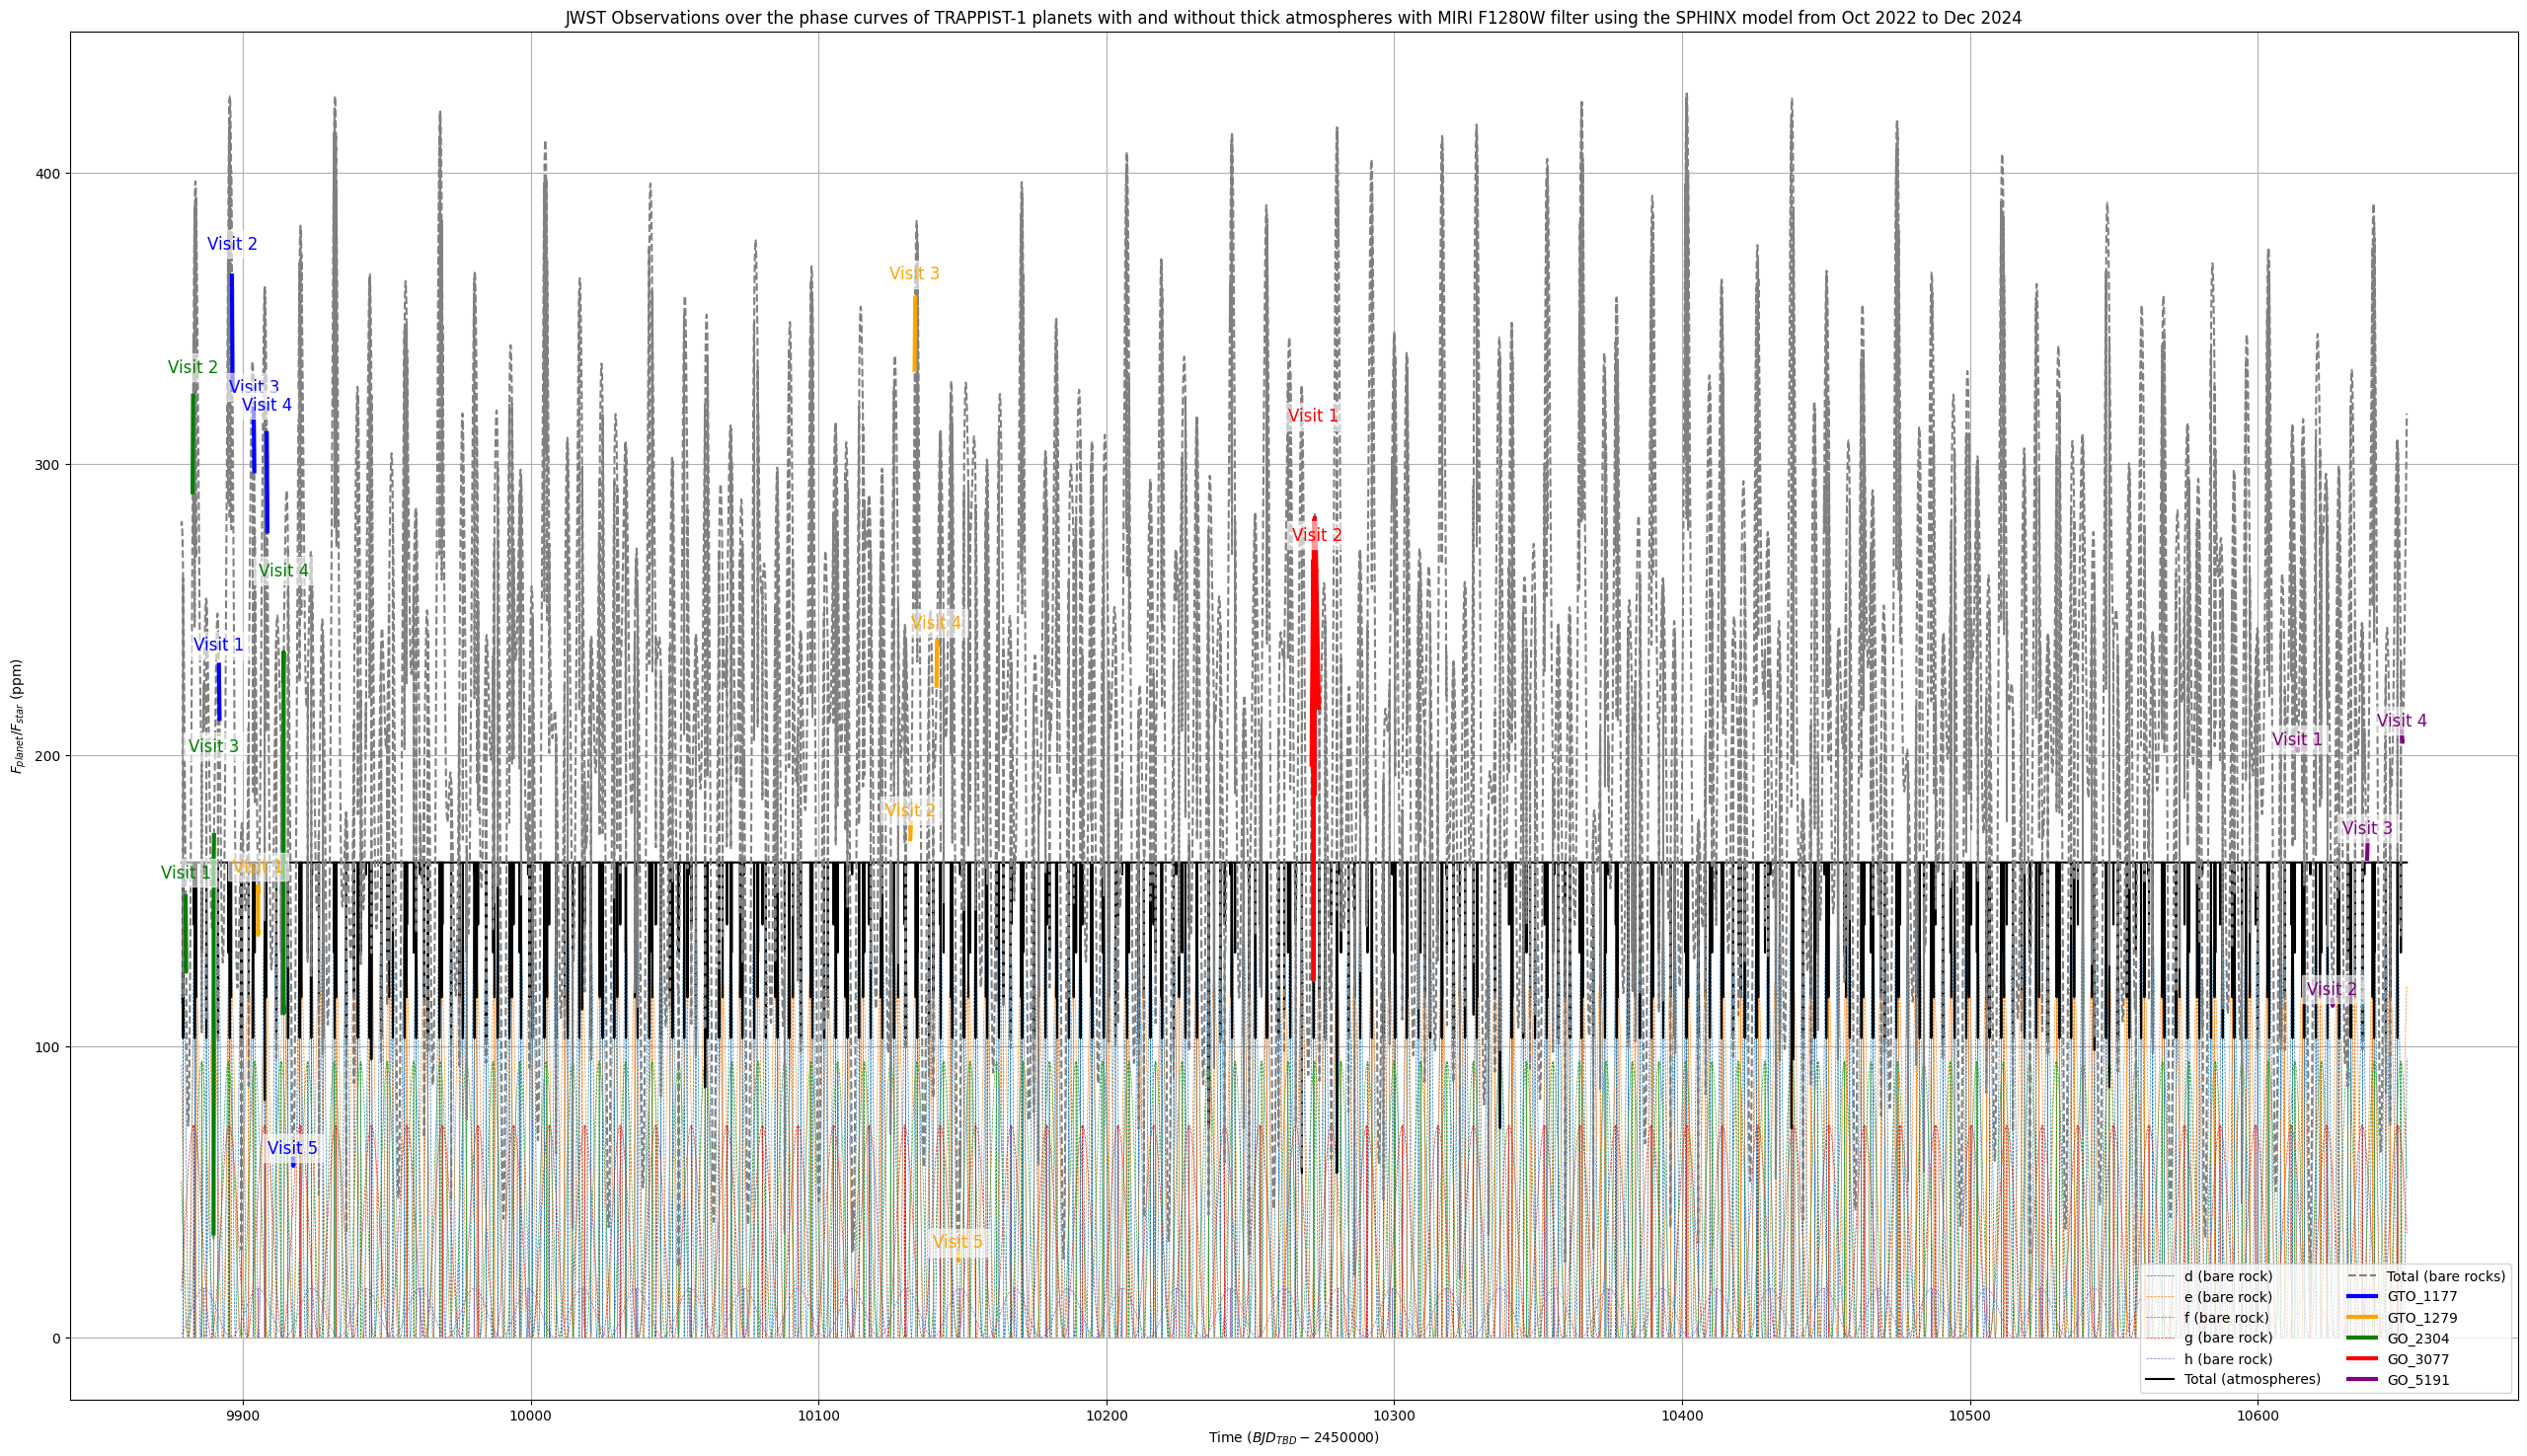 JWST Observations over the phase curves of TRAPPIST-1 planets with and without thick atmospheres with MIRI F1280W filter using the SPHINX model from Oct 2022 to Dec 2024
F_planet/F_star (ppm)
400
300
200
100
0
Visit 2
Visit 3
Visit 2
Visit 3
Visit 4
Visit 1
Visit 2
Visit 4
Visit 4
Visit 1
Visit 3
Visit 4
Visit 1
Visit 2
Visit 3
Visit 1
Visit 1
Visit 2
Visit 5
Visit 5
d (bare rock)
e (bare rock)
f (bare rock)
g (bare rock)
h (bare rock)
Total (atmospheres)
Total (bare rocks)
GTO_1177
GTO_1279
GO_2304
GO_3077
GO_5191
9900
10000
10100
10200
10300
10400
10500
10600
Time (BJD_TBD − 2450000)